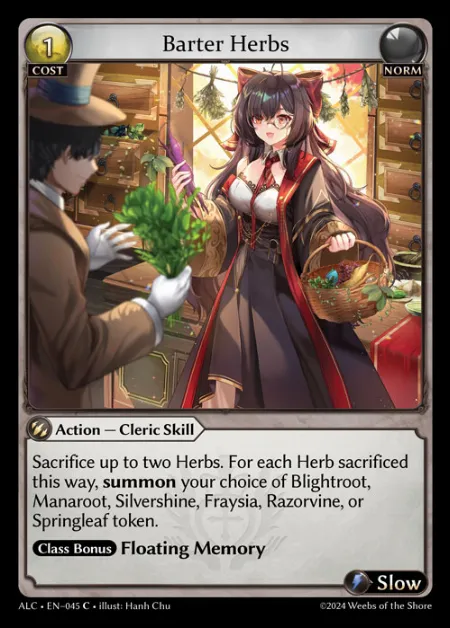 1
Barter Herbs
COST
NORM
Action — Cleric Skill
Sacrifice up to two Herbs. For each Herb sacrificed
this way, summon your choice of Blightroot,
Manaroot, Silvershine, Fraysia, Razorvine, or
Springleaf token.
Class Bonus Floating Memory
Slow
ALC • EN–045 C • illust: Hanh Chu
©2024 Weebs of the Shore